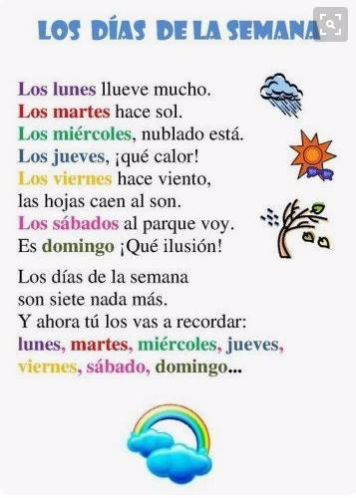 LOS DÍAS DE LA SEMANA
Los lunes llueve mucho.
Los martes hace sol.
Los miércoles, nublado está.
Los jueves, ¡qué calor!
Los viernes hace viento,
las hojas caen al son.
Los sábados al parque voy.
Es domingo ¡Qué ilusión!
Los días de la semana
son siete nada más.
Y ahora tú los vas a recordar:
lunes, martes, miércoles, jueves,
viernes, sábado, domingo...